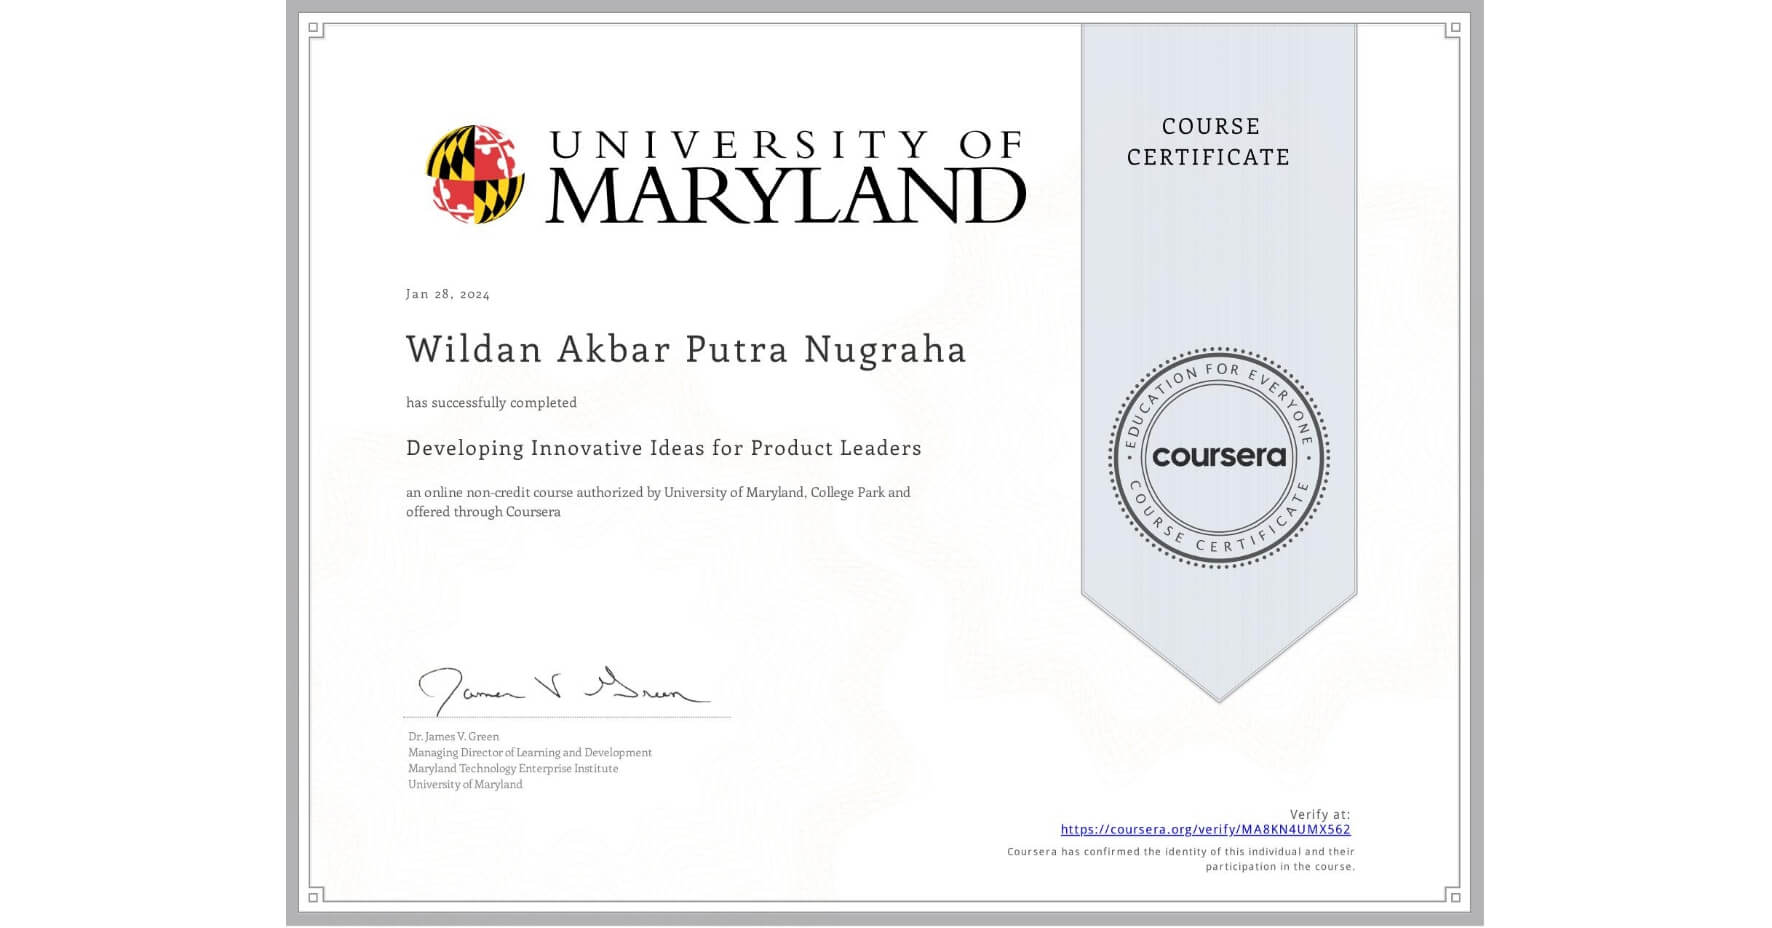 UNIVERSITY OF
MARYLAND
COURSE
CERTIFICATE
Jan 28, 2024
Wildan Akbar Putra Nugraha
has successfully completed
Developing Innovative Ideas for Product Leaders
an online non-credit course authorized by University of Maryland, College Park and
offered through Coursera
EDUCATION FOR EVERYONE
coursera
COURSE CERTIFICATE
James V Green
Dr. James V. Green
Managing Director of Learning and Development
Maryland Technology Enterprise Institute
University of Maryland
Verify at:
https://coursera.org/verify/MA8KN4UMX562
Coursera has confirmed the identity of this individual and their
participation in the course.